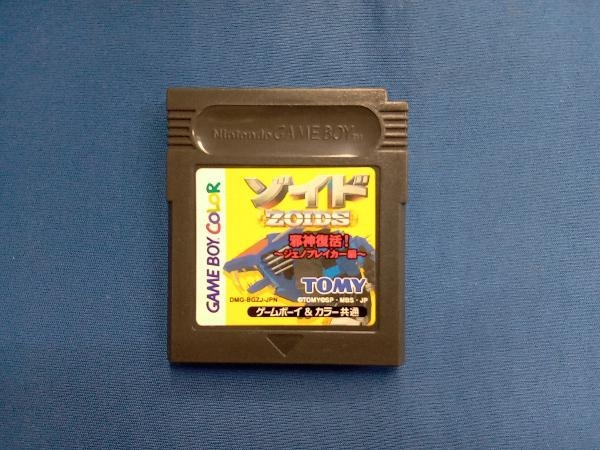 Nintendo GAME BOY TM
GAME BOY COLOR
ゾイド
ZOIDS
邪神復活!
~ジェノブレイカー編~
TOMY
DMG-BGZJ-JPN
©TOMY©SP・MBS・JP
ゲームボーイ&カラー共通